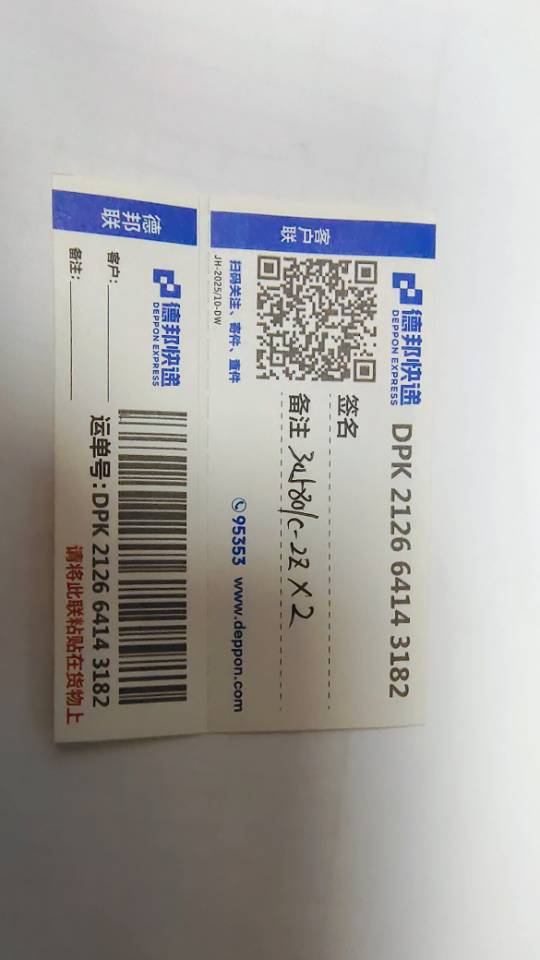 客户联
德邦快递
DEPPON EXPRESS
DPK 2126 6414 3182
签名
备注 × 2
扫码关注、寄件、查件
95353 www.deppon.com
JH-2025/10-DW
德邦联
德邦快递
DEPPON EXPRESS
客户:
备注:
运单号:DPK 2126 6414 3182
请将此联粘贴在货物上